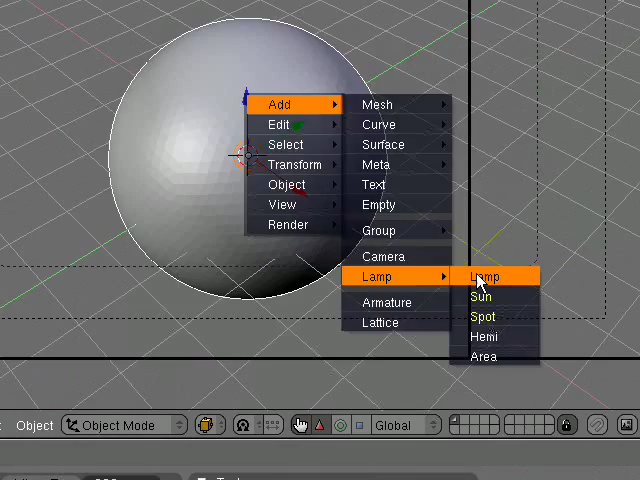 Add
Edit
Select
Transform
Object
View
Render
Mesh
Curve
Surface
Meta
Text
Empty
Group
Camera
Lamp
Armature
Lattice
Lamp
Sun
Spot
Hemi
Area
Object
Object Mode
Global